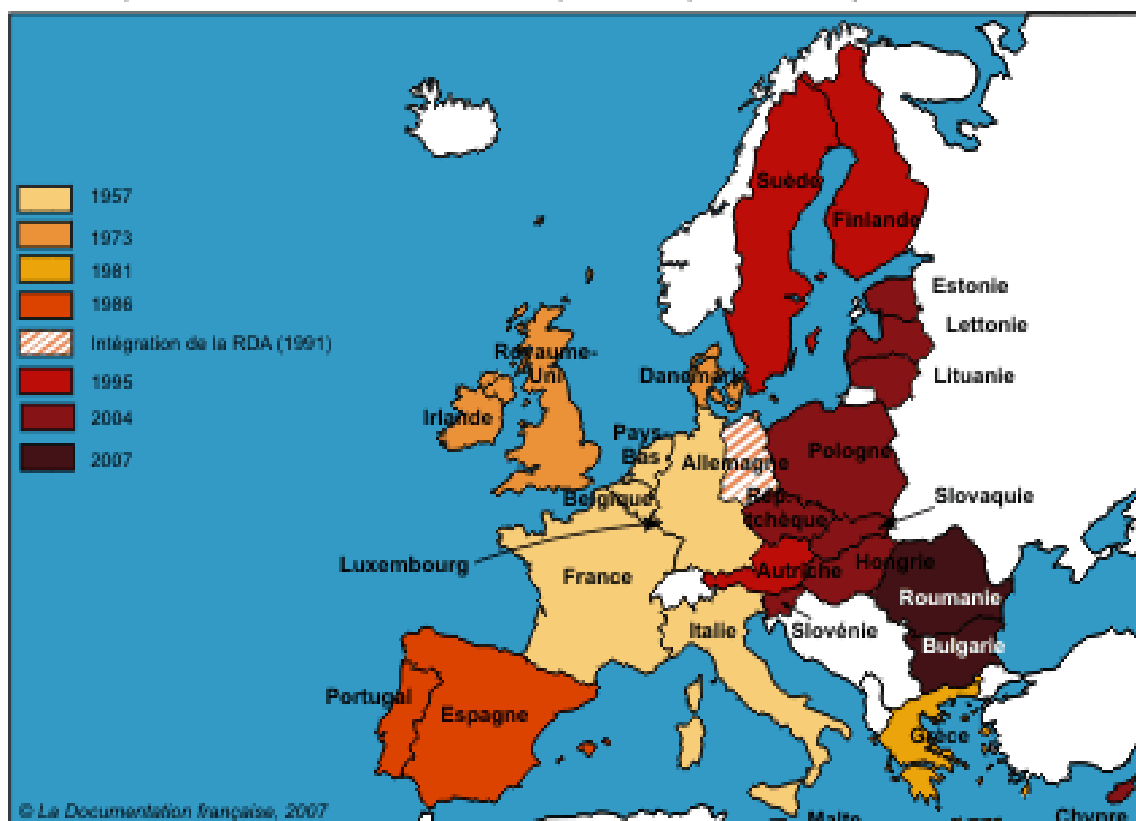 1957
1973
1981
1986
Intégration de la RDA (1991)
1995
2004
2007
Suède
Finlande
Estonie
Lettonie
Lituanie
Royaume-
Uni
Danemark
Irlande
Pays-
Bas
Allemagne
Pologne
Belgique
Rép.
tchèque
Slovaquie
Luxembourg
France
Autriche
Hongrie
Roumanie
Italie
Slovénie
Bulgarie
Portugal
Espagne
Grèce
Malte
Chypre
© La Documentation française, 2007